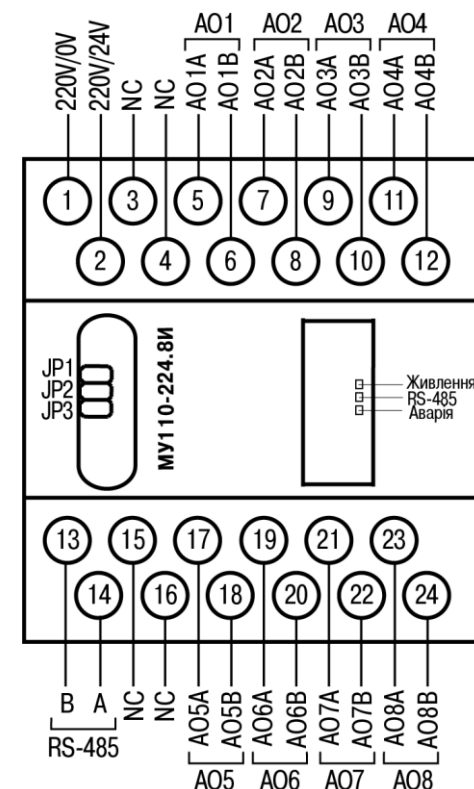 AO1 AO2 AO3 AO4
220V/0V 220V/24V NC NC AO1A AO1B AO2A AO2B AO3A AO3B AO4A AO4B
1 3 5 7 9 11
2 4 6 8 10 12
JP1
JP2
JP3
МУ110-224.8И
Живлення
RS-485
Аварія
13 15 17 19 21 23
14 16 18 20 22 24
B A NC NC AO5A AO5B AO6A AO6B AO7A AO7B AO8A AO8B
RS-485
AO5 AO6 AO7 AO8